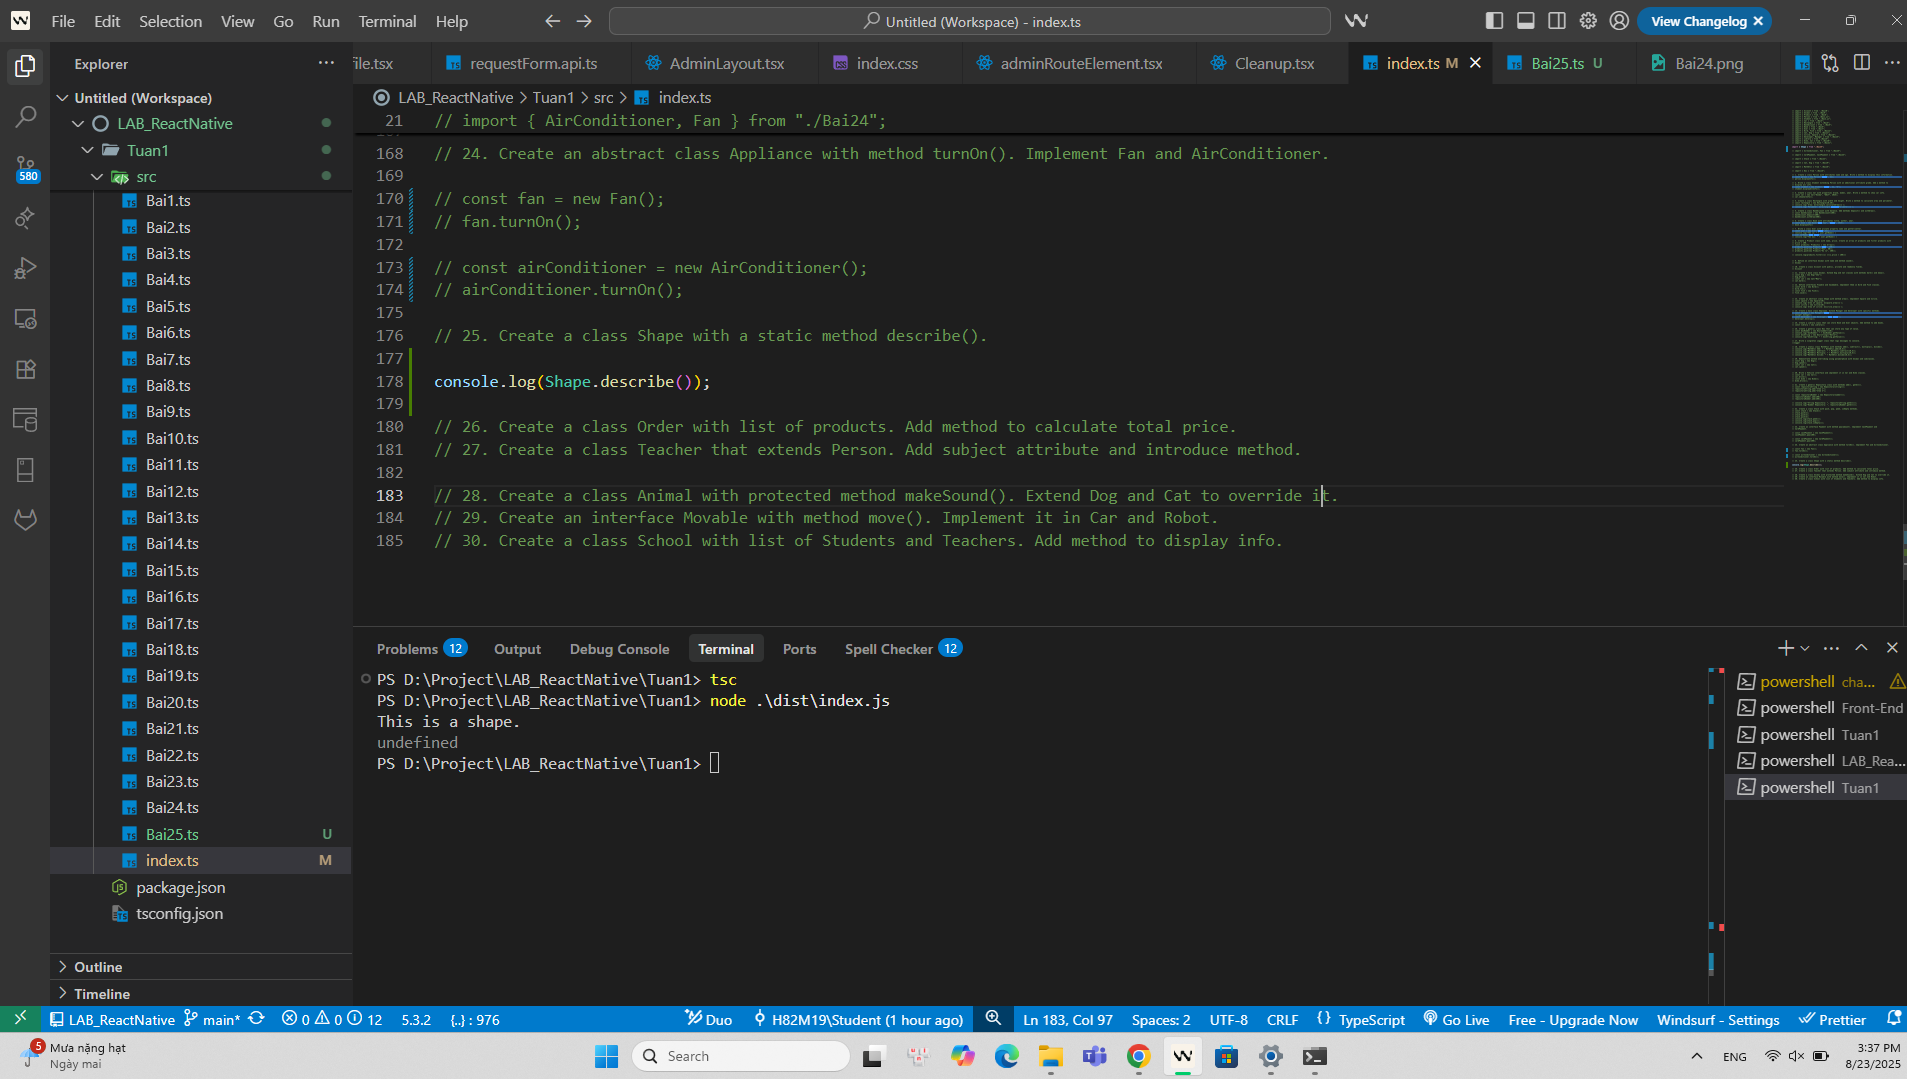 File Edit Selection View Go Run Terminal Help
Untitled (Workspace) - index.ts
View Changelog
Explorer
File.tsx
requestForm.api.ts
AdminLayout.tsx
index.css
adminRouteElement.tsx
Cleanup.tsx
index.ts M
Bai25.ts U
Bai24.png
LAB_ReactNative > Tuan1 > src > index.ts
Untitled (Workspace)
LAB_ReactNative
Tuan1
src
Bai1.ts
Bai2.ts
Bai3.ts
Bai4.ts
Bai5.ts
Bai6.ts
Bai7.ts
Bai8.ts
Bai9.ts
Bai10.ts
Bai11.ts
Bai12.ts
Bai13.ts
Bai14.ts
Bai15.ts
Bai16.ts
Bai17.ts
Bai18.ts
Bai19.ts
Bai20.ts
Bai21.ts
Bai22.ts
Bai23.ts
Bai24.ts
Bai25.ts U
index.ts M
package.json
tsconfig.json
Outline
Timeline
580
21 // import { AirConditioner, Fan } from "./Bai24";
168 // 24. Create an abstract class Appliance with method turnOn(). Implement Fan and AirConditioner.
169
170 // const fan = new Fan();
171 // fan.turnOn();
172
173 // const airConditioner = new AirConditioner();
174 // airConditioner.turnOn();
175
176 // 25. Create a class Shape with a static method describe().
177
178 console.log(Shape.describe());
179
180 // 26. Create a class Order with list of products. Add method to calculate total price.
181 // 27. Create a class Teacher that extends Person. Add subject attribute and introduce method.
182
183 // 28. Create a class Animal with protected method makeSound(). Extend Dog and Cat to override it.
184 // 29. Create an interface Movable with method move(). Implement it in Car and Robot.
185 // 30. Create a class School with list of Students and Teachers. Add method to display info.
Problems 12 Output Debug Console Terminal Ports Spell Checker 12
PS D:\Project\LAB_ReactNative\Tuan1> tsc
PS D:\Project\LAB_ReactNative\Tuan1> node .\dist\index.js
This is a shape.
undefined
PS D:\Project\LAB_ReactNative\Tuan1>
powershell cha...
powershell Front-End
powershell Tuan1
powershell LAB_Rea...
powershell Tuan1
LAB_ReactNative main* 0 0 12 5.3.2 {..} : 976 Duo H82M19\Student (1 hour ago) Ln 183, Col 97 Spaces: 2 UTF-8 CRLF {} TypeScript Go Live Free - Upgrade Now Windsurf - Settings Prettier
5
Mưa nặng hạt
Ngày mai
Search
ENG
3:37 PM
8/23/2025